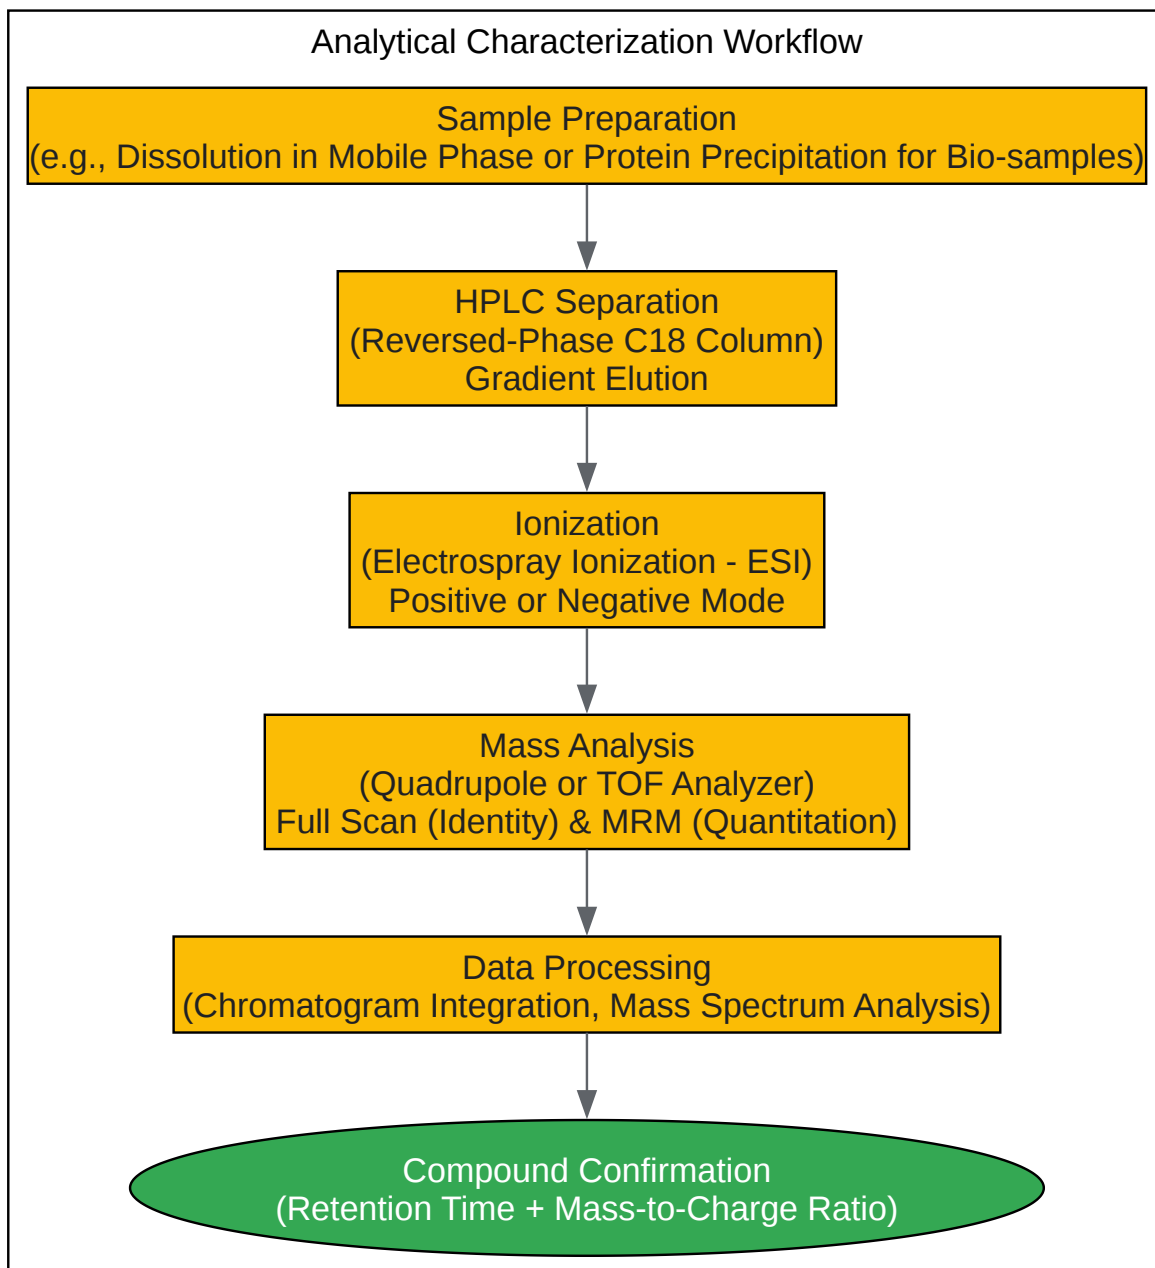 Analytical Characterization Workflow
Sample Preparation
(e.g., Dissolution in Mobile Phase or Protein Precipitation for Bio-samples)
HPLC Separation
(Reversed-Phase C18 Column)
Gradient Elution
Ionization
(Electrospray Ionization - ESI)
Positive or Negative Mode
Mass Analysis
(Quadrupole or TOF Analyzer)
Full Scan (Identity) & MRM (Quantitation)
Data Processing
(Chromatogram Integration, Mass Spectrum Analysis)
Compound Confirmation
(Retention Time + Mass-to-Charge Ratio)